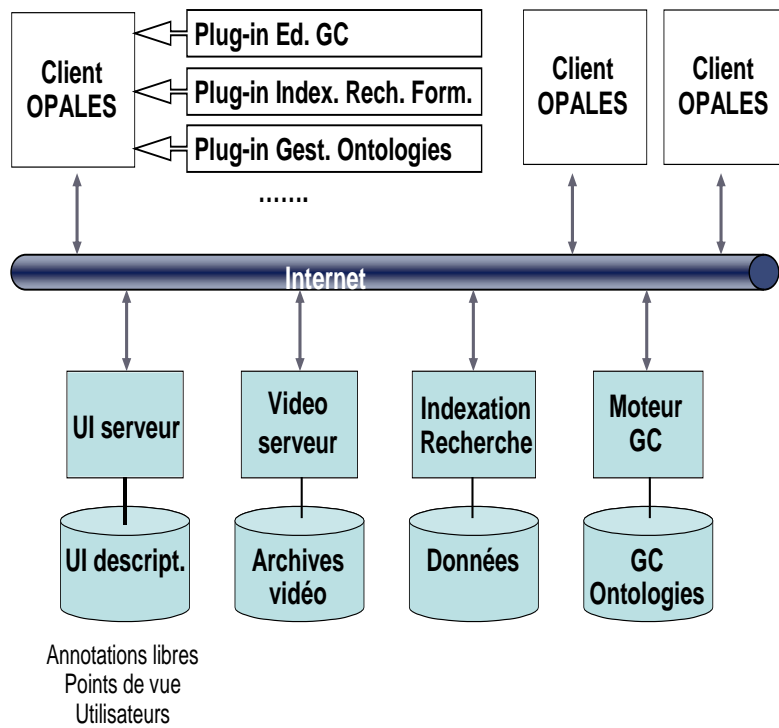 Client
OPALES
Plug-in Ed. GC
Plug-in Index. Rech. Form.
Plug-in Gest. Ontologies
.......
Client
OPALES
Client
OPALES
Internet
UI serveur
Video
serveur
Indexation
Recherche
Moteur
GC
UI descript.
Archives
vidéo
Données
GC
Ontologies
Annotations libres
Points de vue
Utilisateurs